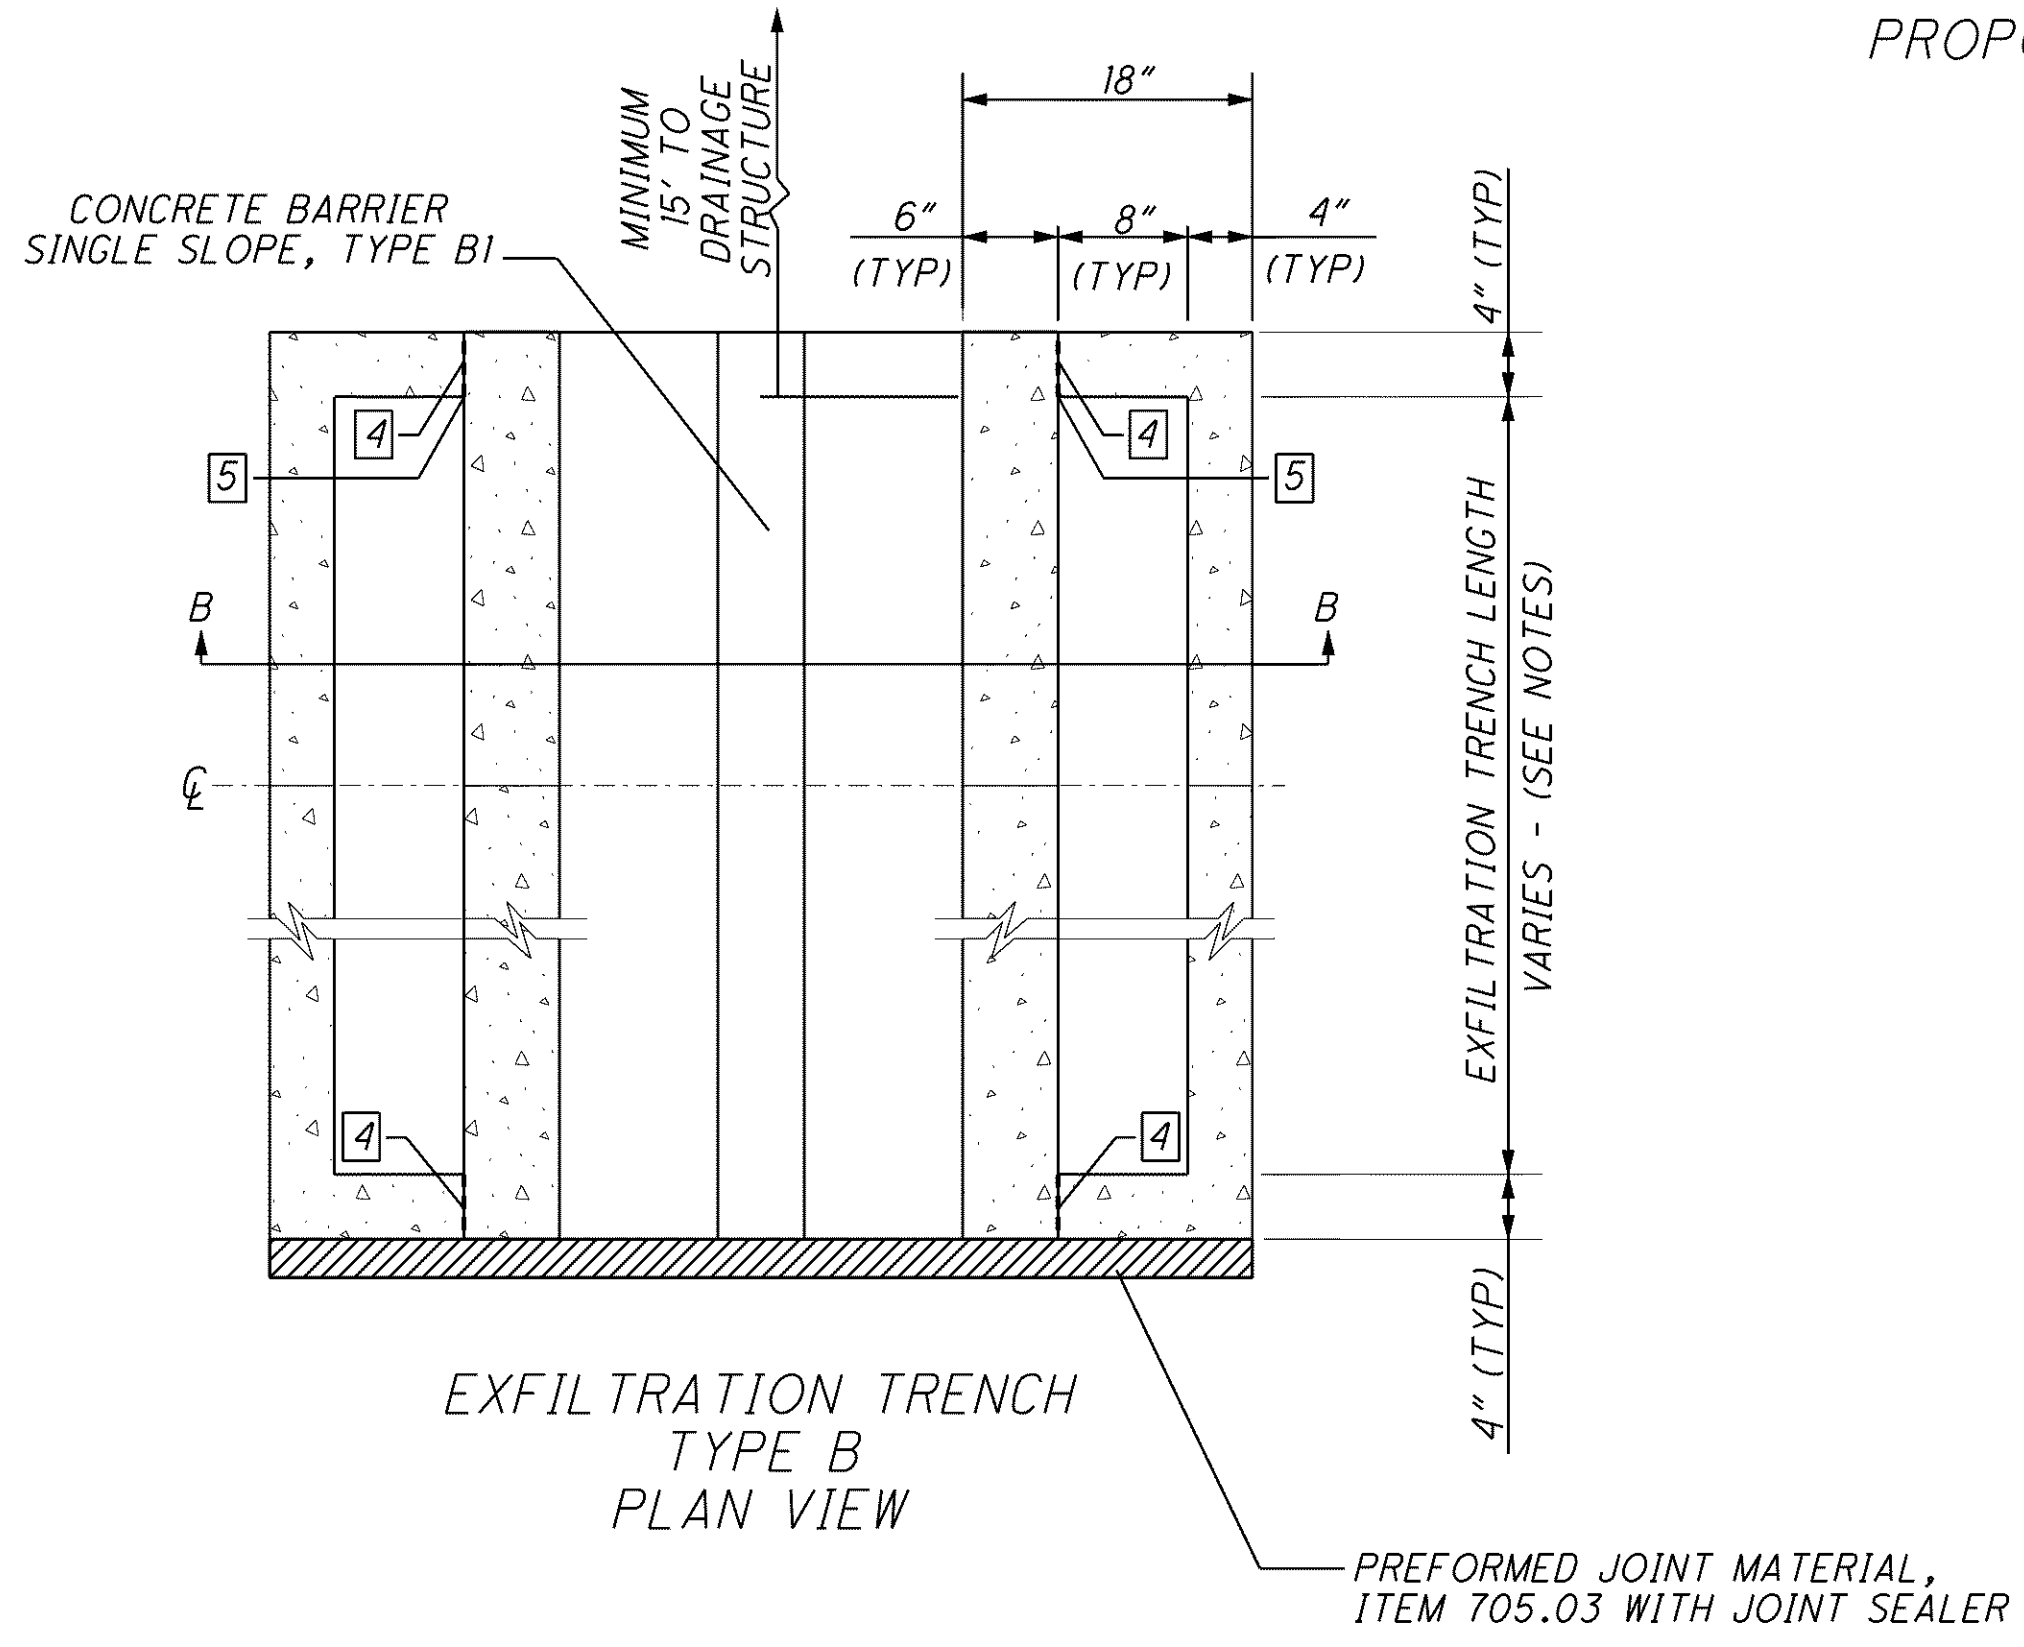 PROPO
18"
MINIMUM
15' TO
DRAINAGE
STRUCTURE
CONCRETE BARRIER
SINGLE SLOPE, TYPE B1
6"
(TYP)
8"
(TYP)
4"
(TYP)
4" (TYP)
4
4
5
5
B
B
EXFILTRATION TRENCH LENGTH
VARIES - (SEE NOTES)
℄
4
4
4" (TYP)
EXFILTRATION TRENCH
TYPE B
PLAN VIEW
PREFORMED JOINT MATERIAL,
ITEM 705.03 WITH JOINT SEALER